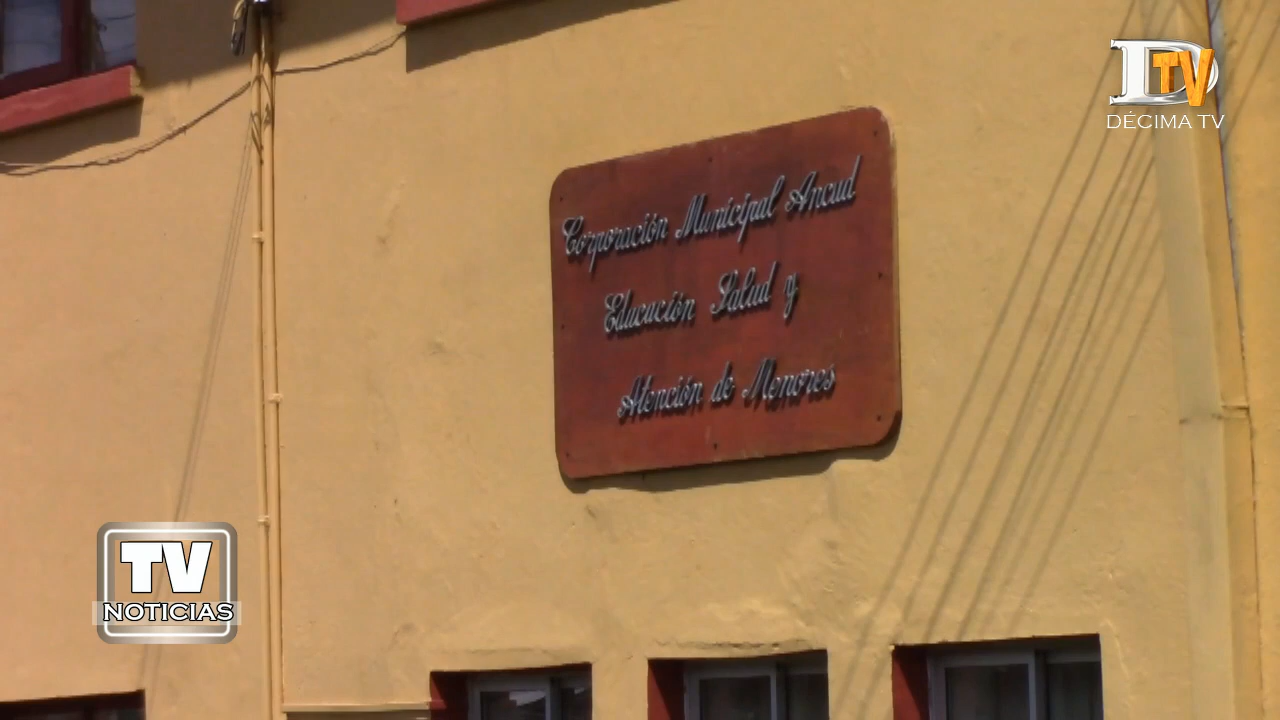 DTV
DÉCIMA TV
Corporación Municipal Ancud
Educación Salud y
Atención de Menores
TV
NOTICIAS